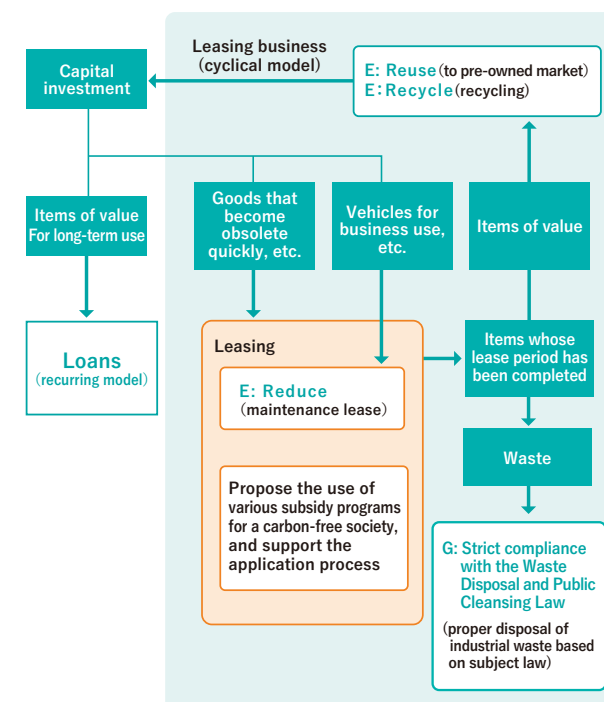 Leasing business
(cyclical model)
Capital
investment
E: Reuse (to pre-owned market)
E: Recycle (recycling)
Items of value
For long-term use
Goods that
become
obsolete
quickly, etc.
Vehicles for
business use,
etc.
Items of value
Loans
(recurring model)
Leasing
E: Reduce
(maintenance lease)
Propose the use of
various subsidy programs
for a carbon-free society,
and support the
application process
Items whose
lease period has
been completed
Waste
G: Strict compliance
with the Waste
Disposal and Public
Cleansing Law
(proper disposal of
industrial waste based
on subject law)